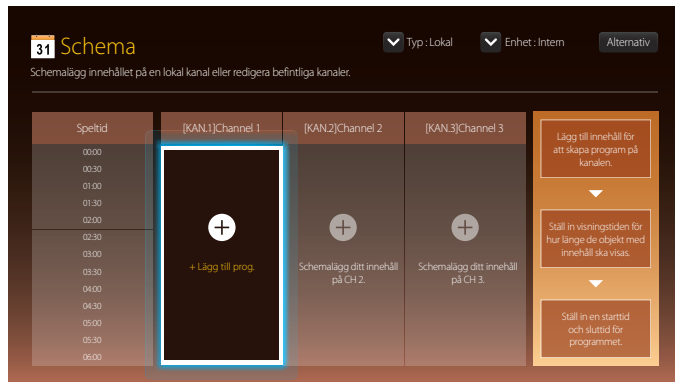 31 Schema
Typ : Lokal
Enhet : Intern
Alternativ
Schemalägg innehållet på en lokal kanal eller redigera befintliga kanaler.
Speltid
[KAN.1]Channel 1
[KAN.2]Channel 2
[KAN.3]Channel 3
00:00
00:30
01:00
01:30
02:00
02:30
03:00
03:30
04:00
04:30
05:00
05:30
06:00
+ Lägg till prog.
Schemalägg ditt innehåll
på CH 2.
Schemalägg ditt innehåll
på CH 3.
Lägg till innehåll för
att skapa program på
kanalen.
Ställ in visningstiden för
hur länge de objekt med
innehåll ska visas.
Ställ in en starttid
och sluttid för
programmet.